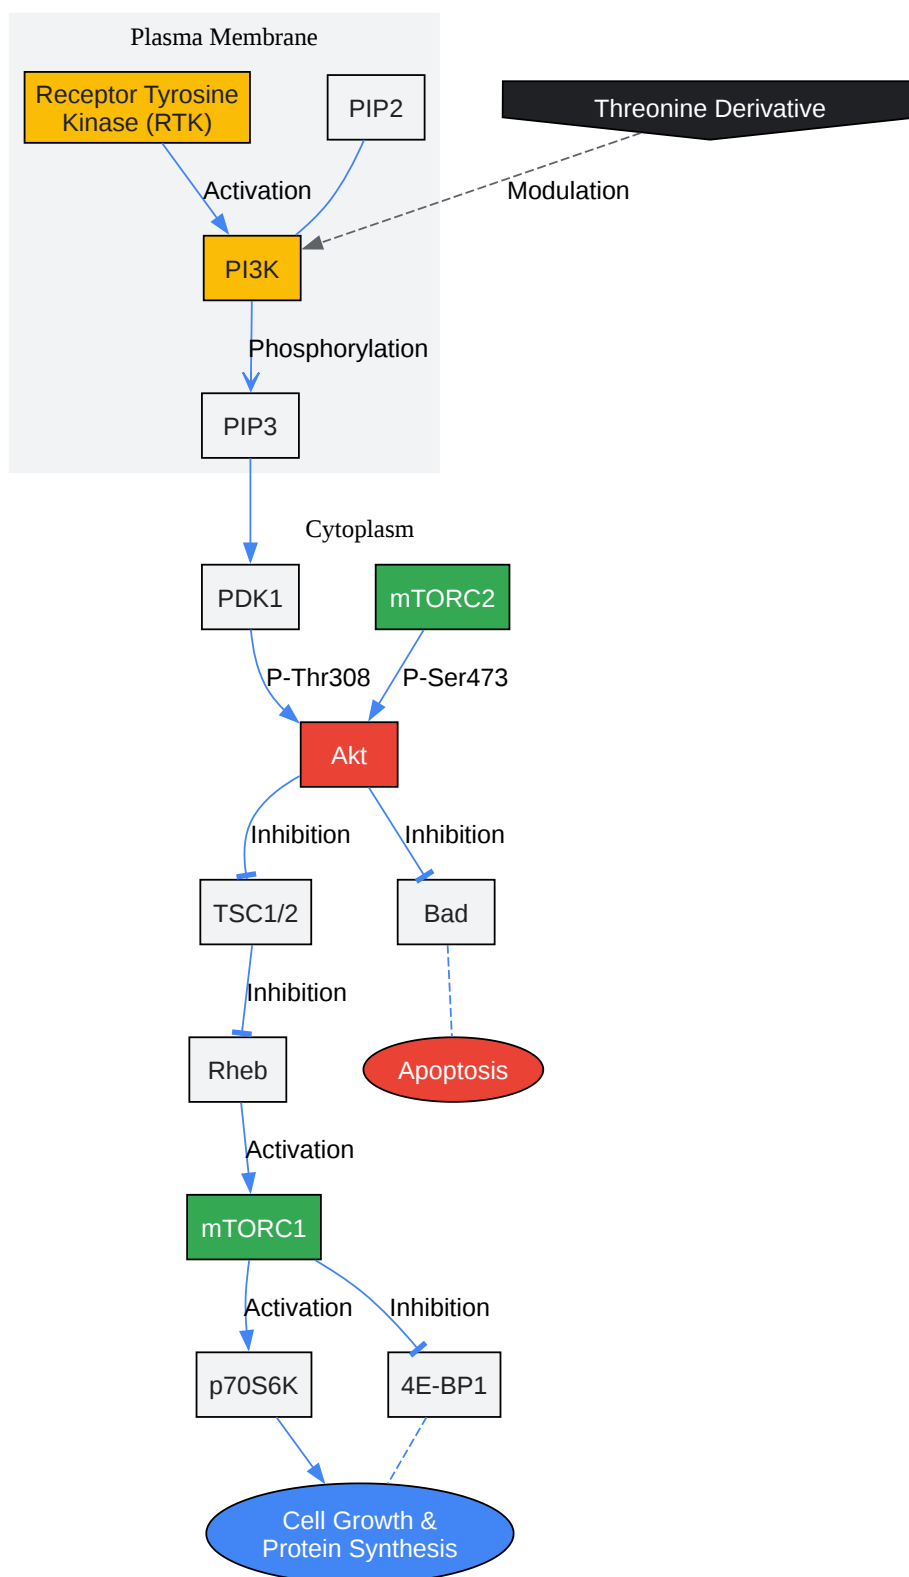 Plasma Membrane
Receptor Tyrosine
Kinase (RTK)
PIP2
Threonine Derivative
Activation
Modulation
PI3K
Phosphorylation
PIP3
Cytoplasm
PDK1
mTORC2
P-Thr308
P-Ser473
Akt
Inhibition
Inhibition
TSC1/2
Bad
Inhibition
Rheb
Apoptosis
Activation
mTORC1
Activation
Inhibition
p70S6K
4E-BP1
Cell Growth &
Protein Synthesis